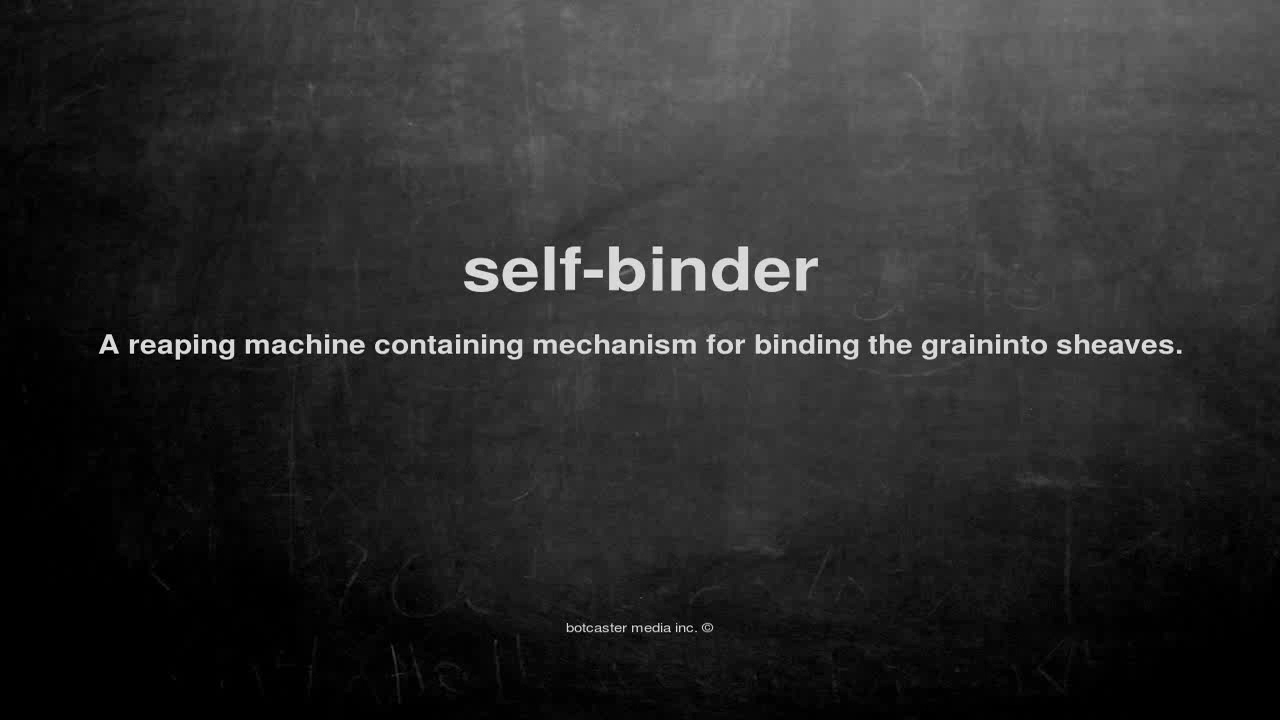 self-binder
A reaping machine containing mechanism for binding the graininto sheaves.
botcaster media inc. ©